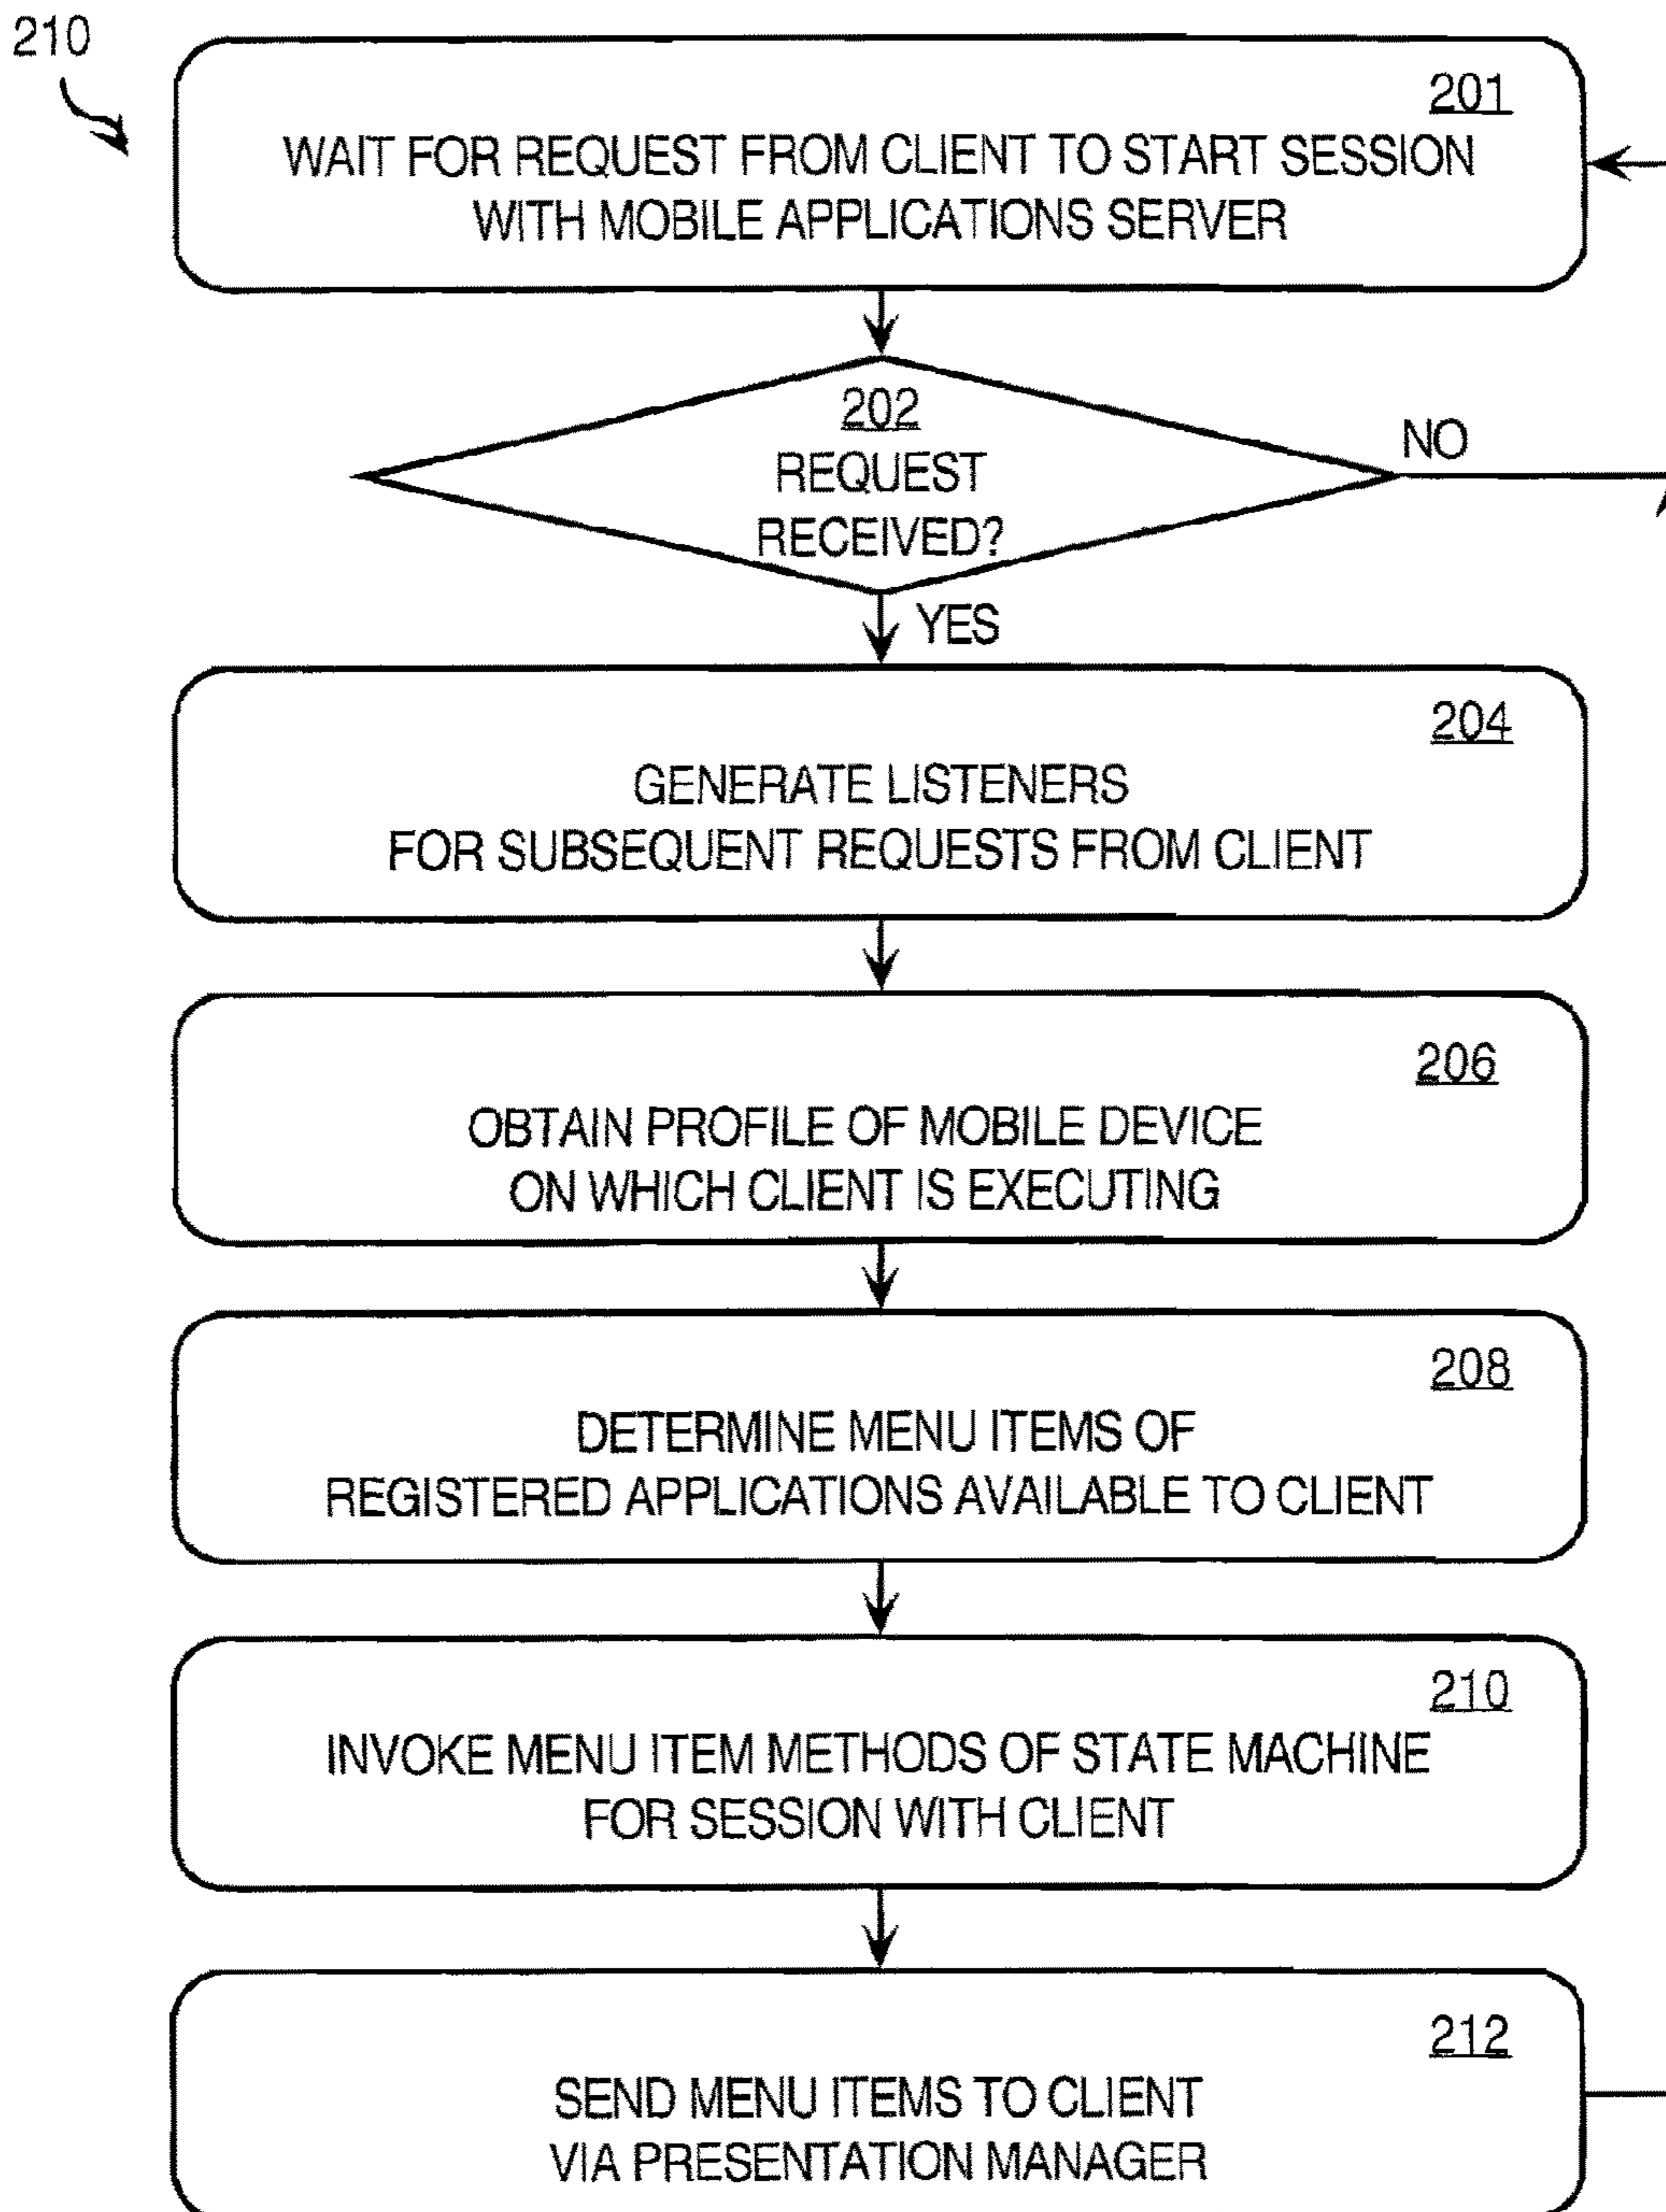 210
201
WAIT FOR REQUEST FROM CLIENT TO START SESSION
WITH MOBILE APPLICATIONS SERVER
202
REQUEST
RECEIVED?
NO
YES
204
GENERATE LISTENERS
FOR SUBSEQUENT REQUESTS FROM CLIENT
206
OBTAIN PROFILE OF MOBILE DEVICE
ON WHICH CLIENT IS EXECUTING
208
DETERMINE MENU ITEMS OF
REGISTERED APPLICATIONS AVAILABLE TO CLIENT
210
INVOKE MENU ITEM METHODS OF STATE MACHINE
FOR SESSION WITH CLIENT
212
SEND MENU ITEMS TO CLIENT
VIA PRESENTATION MANAGER